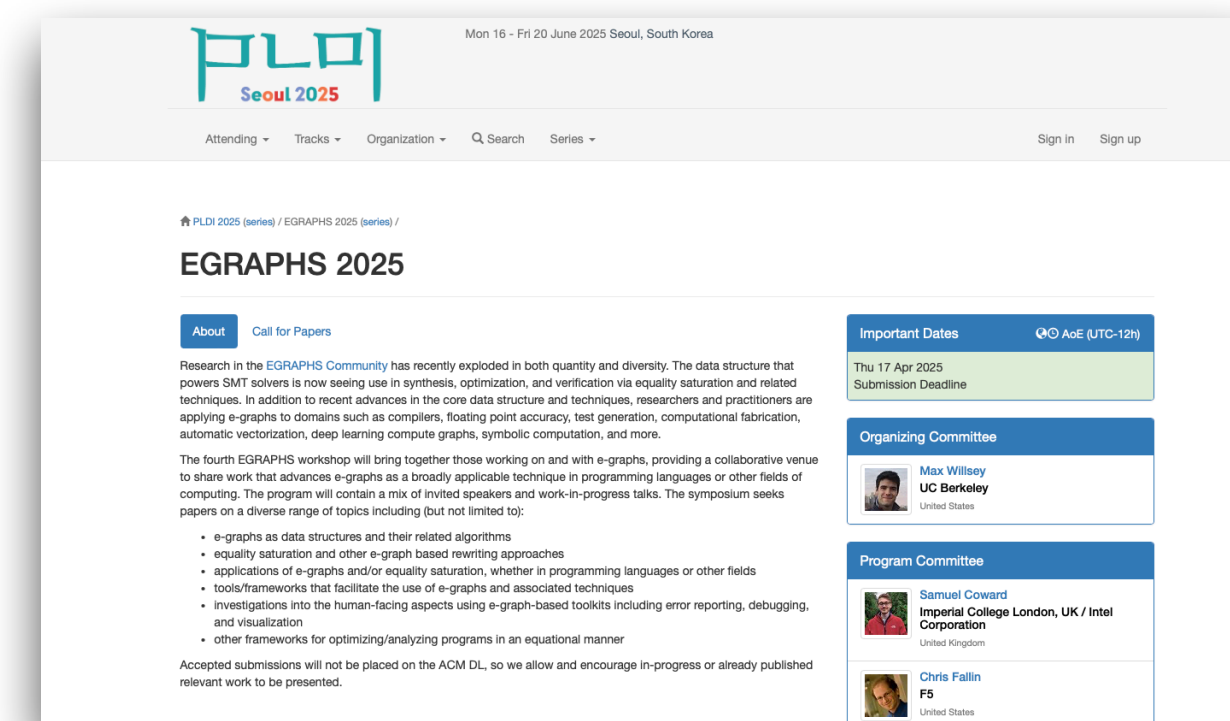 PLDI
Seoul 2025
Mon 16 - Fri 20 June 2025 Seoul, South Korea
Attending Tracks Organization Search Series Sign in Sign up
PLDI 2025 (series) / EGRAPHS 2025 (series) /
EGRAPHS 2025
About Call for Papers
Research in the EGRAPHS Community has recently exploded in both quantity and diversity. The data structure that
powers SMT solvers is now seeing use in synthesis, optimization, and verification via equality saturation and related
techniques. In addition to recent advances in the core data structure and techniques, researchers and practitioners are
applying e-graphs to domains such as compilers, floating point accuracy, test generation, computational fabrication,
automatic vectorization, deep learning compute graphs, symbolic computation, and more.
The fourth EGRAPHS workshop will bring together those working on and with e-graphs, providing a collaborative venue
to share work that advances e-graphs as a broadly applicable technique in programming languages or other fields of
computing. The program will contain a mix of invited speakers and work-in-progress talks. The symposium seeks
papers on a diverse range of topics including (but not limited to):
• e-graphs as data structures and their related algorithms
• equality saturation and other e-graph based rewriting approaches
• applications of e-graphs and/or equality saturation, whether in programming languages or other fields
• tools/frameworks that facilitate the use of e-graphs and associated techniques
• investigations into the human-facing aspects using e-graph-based toolkits including error reporting, debugging,
and visualization
• other frameworks for optimizing/analyzing programs in an equational manner
Accepted submissions will not be placed on the ACM DL, so we allow and encourage in-progress or already published
relevant work to be presented.
Important Dates AoE (UTC-12h)
Thu 17 Apr 2025
Submission Deadline
Organizing Committee
Max Willsey
UC Berkeley
United States
Program Committee
Samuel Coward
Imperial College London, UK / Intel
Corporation
United Kingdom
Chris Fallin
F5
United States